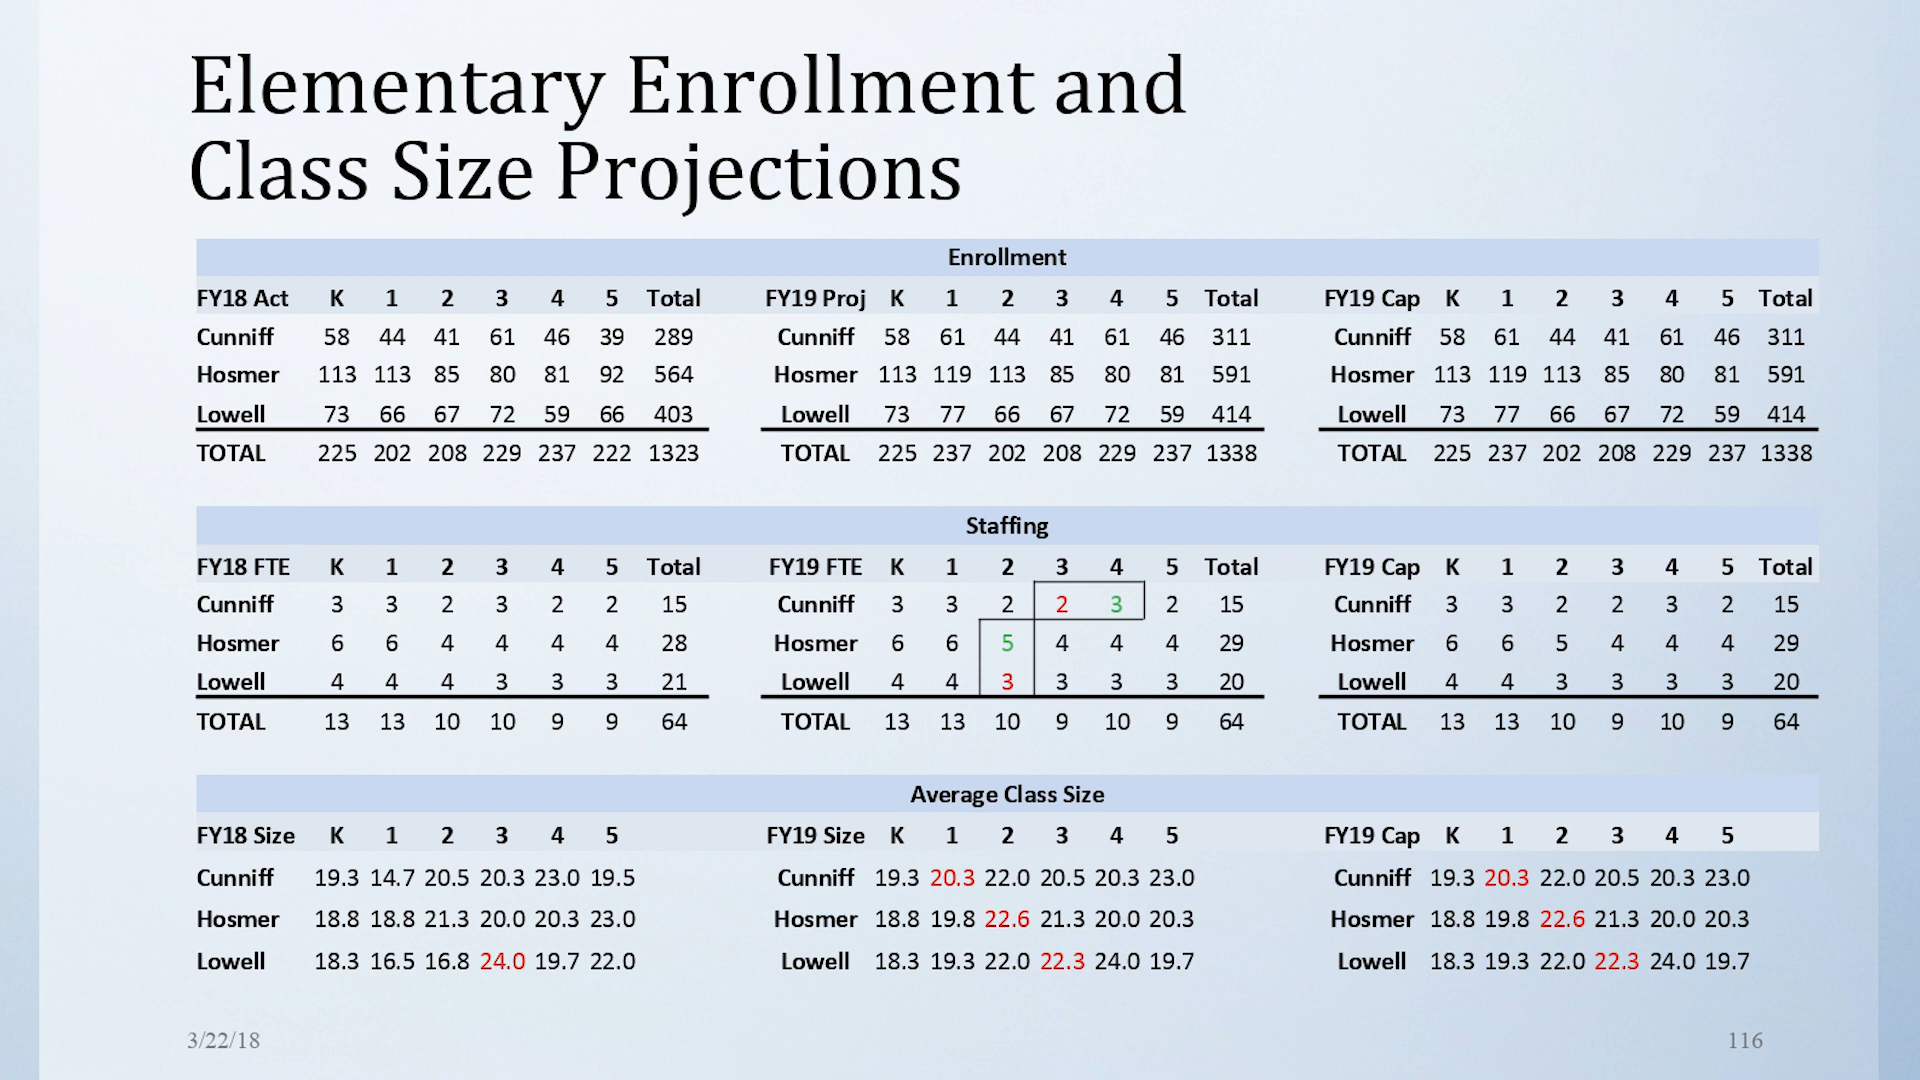 Elementary Enrollment and
Class Size Projections
Enrollment
FY18 Act K 1 2 3 4 5 Total FY19 Proj K 1 2 3 4 5 Total FY19 Cap K 1 2 3 4 5 Total
Cunniff 58 44 41 61 46 39 289 Cunniff 58 61 44 41 61 46 311 Cunniff 58 61 44 41 61 46 311
Hosmer 113 113 85 80 81 92 564 Hosmer 113 119 113 85 80 81 591 Hosmer 113 119 113 85 80 81 591
Lowell 73 66 67 72 59 66 403 Lowell 73 77 66 67 72 59 414 Lowell 73 77 66 67 72 59 414
TOTAL 225 202 208 229 237 222 1323 TOTAL 225 237 202 208 229 237 1338 TOTAL 225 237 202 208 229 237 1338
Staffing
FY18 FTE K 1 2 3 4 5 Total FY19 FTE K 1 2 3 4 5 Total FY19 Cap K 1 2 3 4 5 Total
Cunniff 3 3 2 3 2 2 15 Cunniff 3 3 2 2 3 2 15 Cunniff 3 3 2 2 3 2 15
Hosmer 6 6 4 4 4 4 28 Hosmer 6 6 5 4 4 4 29 Hosmer 6 6 5 4 4 4 29
Lowell 4 4 4 3 3 3 21 Lowell 4 4 3 3 3 3 20 Lowell 4 4 3 3 3 3 20
TOTAL 13 13 10 10 9 9 64 TOTAL 13 13 10 9 10 9 64 TOTAL 13 13 10 9 10 9 64
Average Class Size
FY18 Size K 1 2 3 4 5 FY19 Size K 1 2 3 4 5 FY19 Cap K 1 2 3 4 5
Cunniff 19.3 14.7 20.5 20.3 23.0 19.5 Cunniff 19.3 20.3 22.0 20.5 20.3 23.0 Cunniff 19.3 20.3 22.0 20.5 20.3 23.0
Hosmer 18.8 18.8 21.3 20.0 20.3 23.0 Hosmer 18.8 19.8 22.6 21.3 20.0 20.3 Hosmer 18.8 19.8 22.6 21.3 20.0 20.3
Lowell 18.3 16.5 16.8 24.0 19.7 22.0 Lowell 18.3 19.3 22.0 22.3 24.0 19.7 Lowell 18.3 19.3 22.0 22.3 24.0 19.7
3/22/18 116